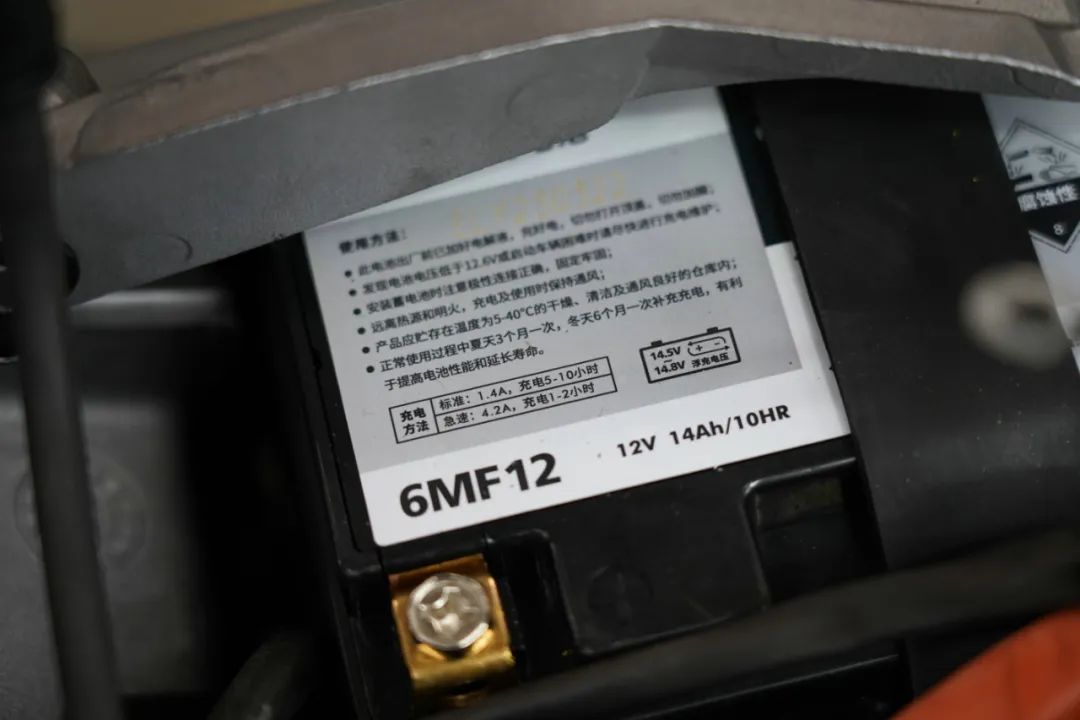 使用方法：
• 此电池出厂前已加好电解液，充好电，切勿打开顶盖，切勿加酸；
• 发现电池电压低于12.6V或启动车辆困难时请尽快进行充电维护；
• 安装蓄电池时注意极性连接正确，固定牢固；
• 远离热源和明火，充电及使用时保持通风；
• 产品应贮存在温度为5-40°C的干燥、清洁及通风良好的仓库内；
• 正常使用过程中夏天3个月一次，冬天6个月一次补充充电，有利
于提高电池性能和延长寿命。
充电
方法
标准：1.4A，充电5-10小时
急速：4.2A，充电1-2小时
14.5V
~
14.8V 浮充电压
+ −
6MF12
12V 14Ah/10HR
腐蚀性
8